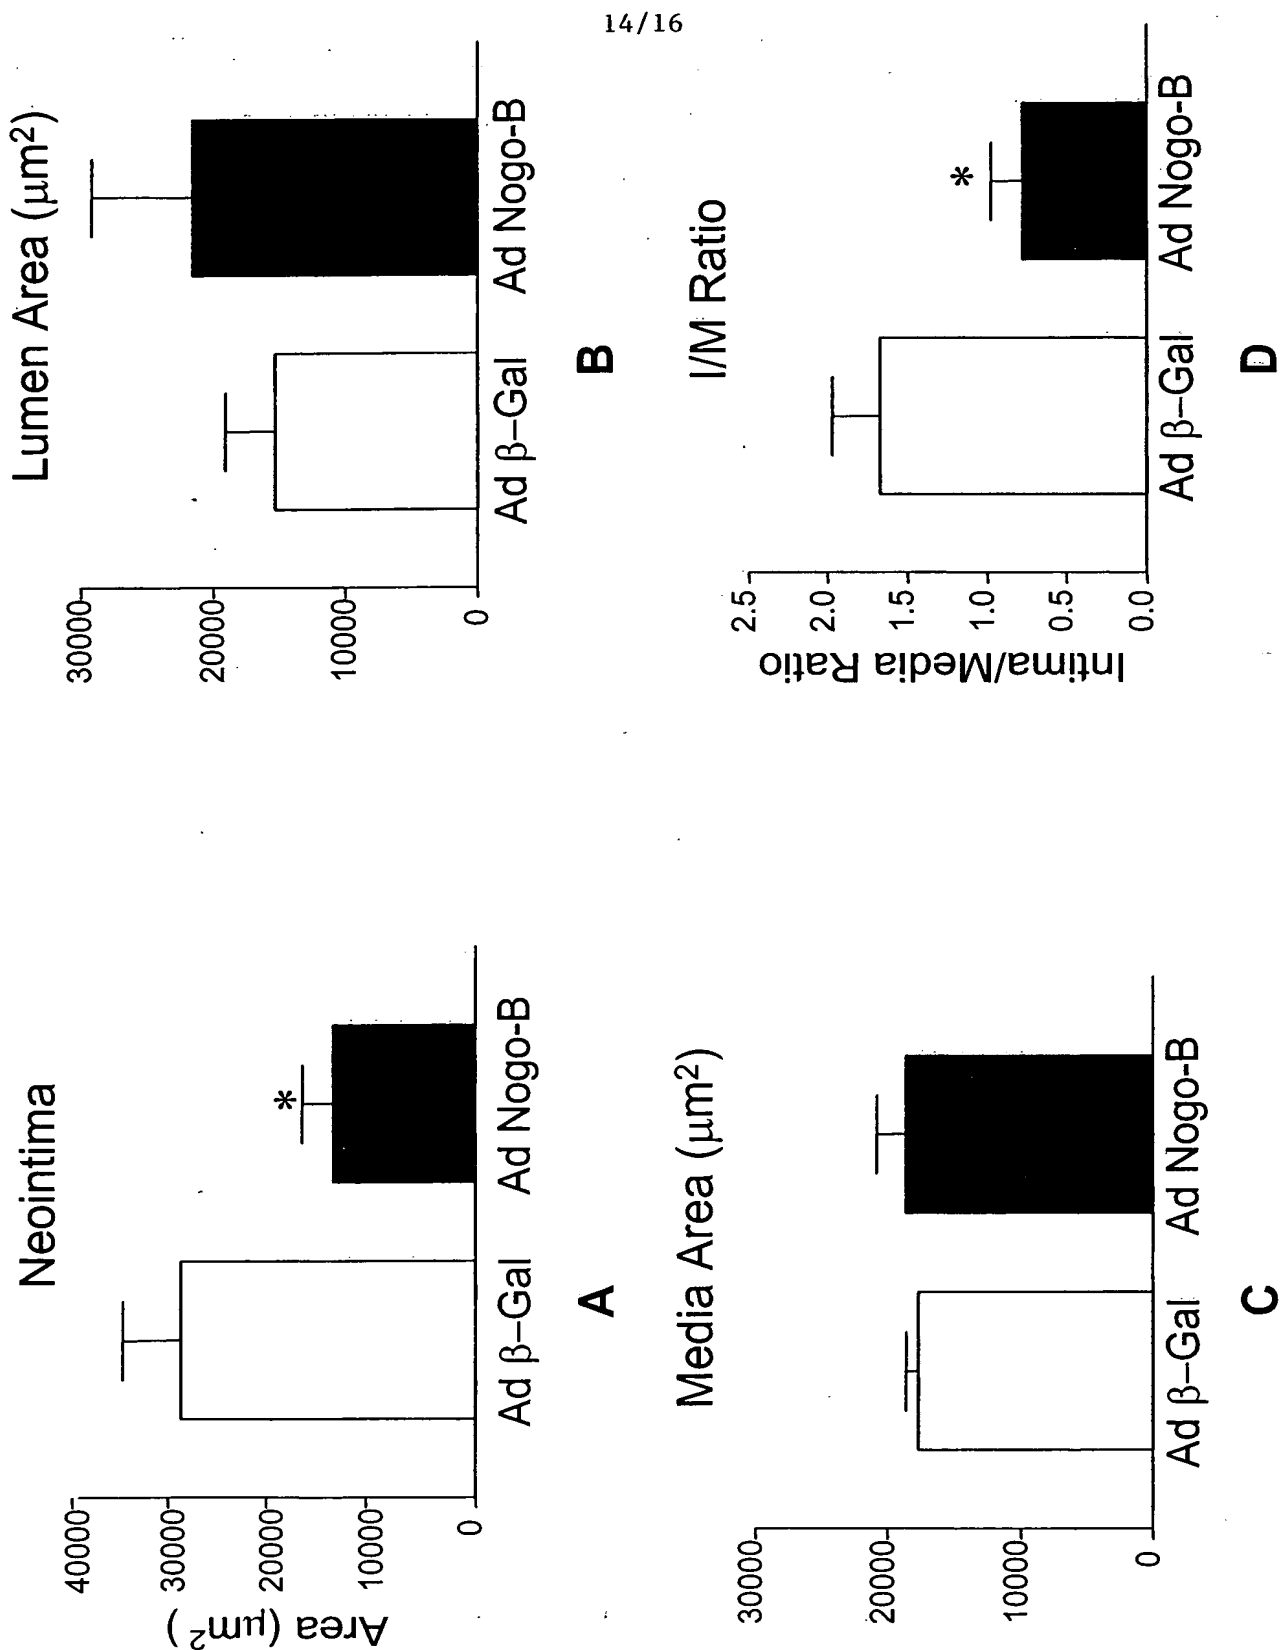 14/16
Neointima
Area (μm²)
40000
30000
20000
10000
0
Ad β–Gal
Ad Nogo-B
*
A
Lumen Area (μm²)
30000
20000
10000
0
Ad β–Gal
Ad Nogo-B
B
Media Area (μm²)
30000
20000
10000
0
Ad β–Gal
Ad Nogo-B
C
I/M Ratio
Intima/Media Ratio
2.5
2.0
1.5
1.0
0.5
0.0
Ad β–Gal
Ad Nogo-B
*
D